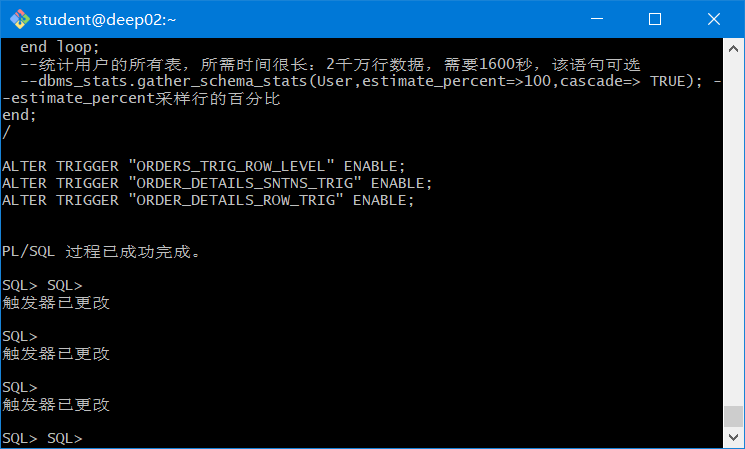 student@deep02:~
  end loop;
  --统计用户的所有表，所需时间很长：2千万行数据，需要1600秒，该语句可选
  --dbms_stats.gather_schema_stats(User,estimate_percent=>100,cascade=> TRUE); -
-estimate_percent采样行的百分比
end;
/
ALTER TRIGGER "ORDERS_TRIG_ROW_LEVEL" ENABLE;
ALTER TRIGGER "ORDER_DETAILS_SNTNS_TRIG" ENABLE;
ALTER TRIGGER "ORDER_DETAILS_ROW_TRIG" ENABLE;
PL/SQL 过程已成功完成。
SQL> SQL>
触发器已更改
SQL>
触发器已更改
SQL>
触发器已更改
SQL> SQL>